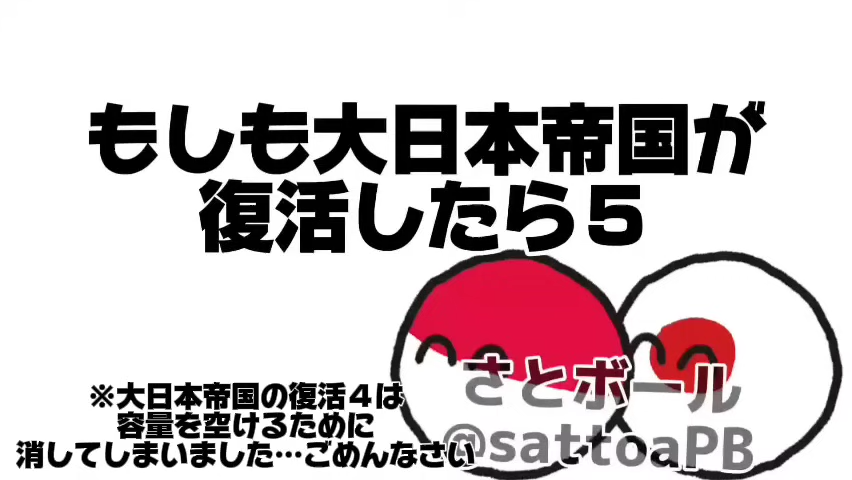 もしも大日本帝国が
復活したら５
さとボール
@sattoaPB
※大日本帝国の復活４は
容量を空けるために
消してしまいました…ごめんなさい